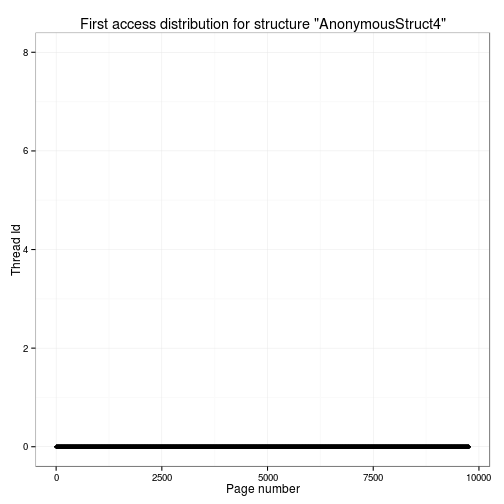 First access distribution for structure "AnonymousStruct4"
8
6
4
2
0
Thread Id
0 2500 5000 7500 10000
Page number